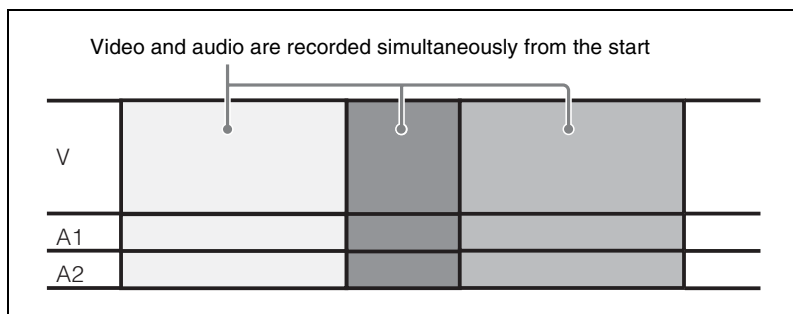 Video and audio are recorded simultaneously from the start
V
A1
A2